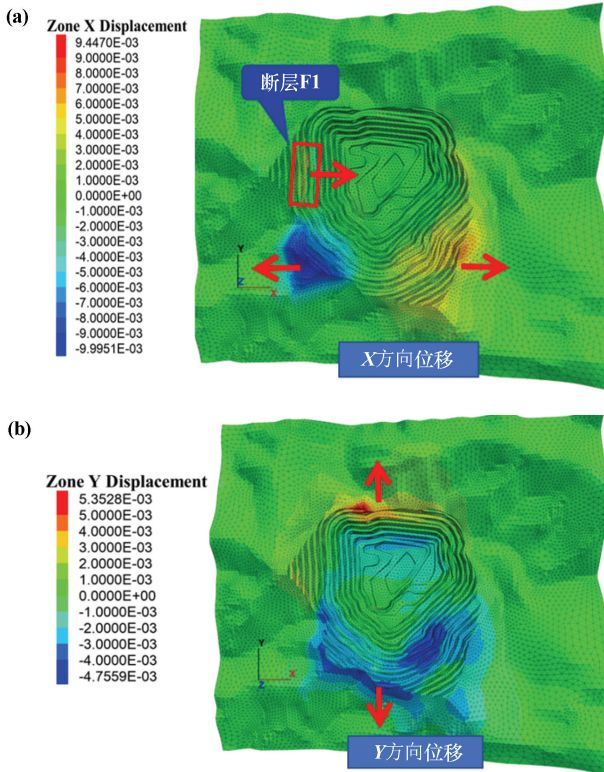 (a)
Zone X Displacement
9.4470E-03
9.0000E-03
8.0000E-03
7.0000E-03
6.0000E-03
5.0000E-03
4.0000E-03
3.0000E-03
2.0000E-03
1.0000E-03
0.0000E+00
-1.0000E-03
-2.0000E-03
-3.0000E-03
-4.0000E-03
-5.0000E-03
-6.0000E-03
-7.0000E-03
-8.0000E-03
-9.0000E-03
-9.9951E-03
断层F1
Y
Z
X
X方向位移
(b)
Zone Y Displacement
5.3528E-03
5.0000E-03
4.0000E-03
3.0000E-03
2.0000E-03
1.0000E-03
0.0000E+00
-1.0000E-03
-2.0000E-03
-3.0000E-03
-4.0000E-03
-4.7559E-03
Y
X
Z
Y方向位移